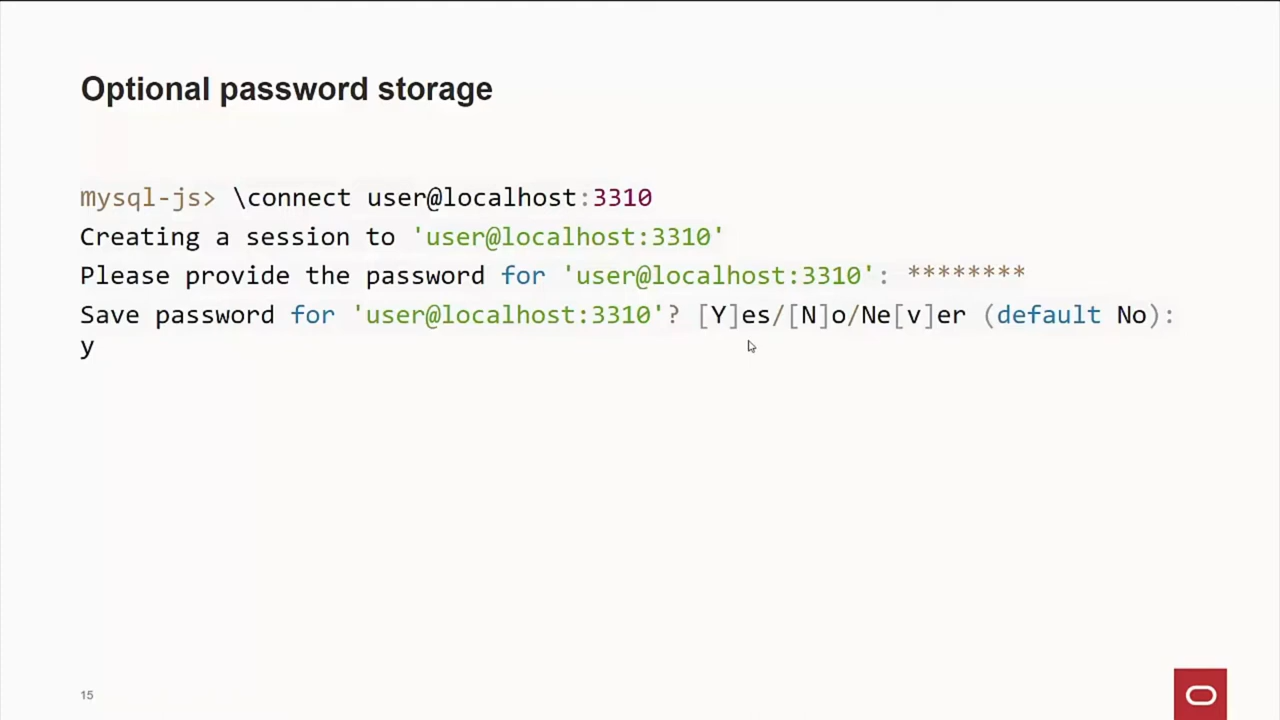 Optional password storage
mysql-js> \connect user@localhost:3310
Creating a session to 'user@localhost:3310'
Please provide the password for 'user@localhost:3310': ********
Save password for 'user@localhost:3310'? [Y]es/[N]o/Ne[v]er (default No):
y
15